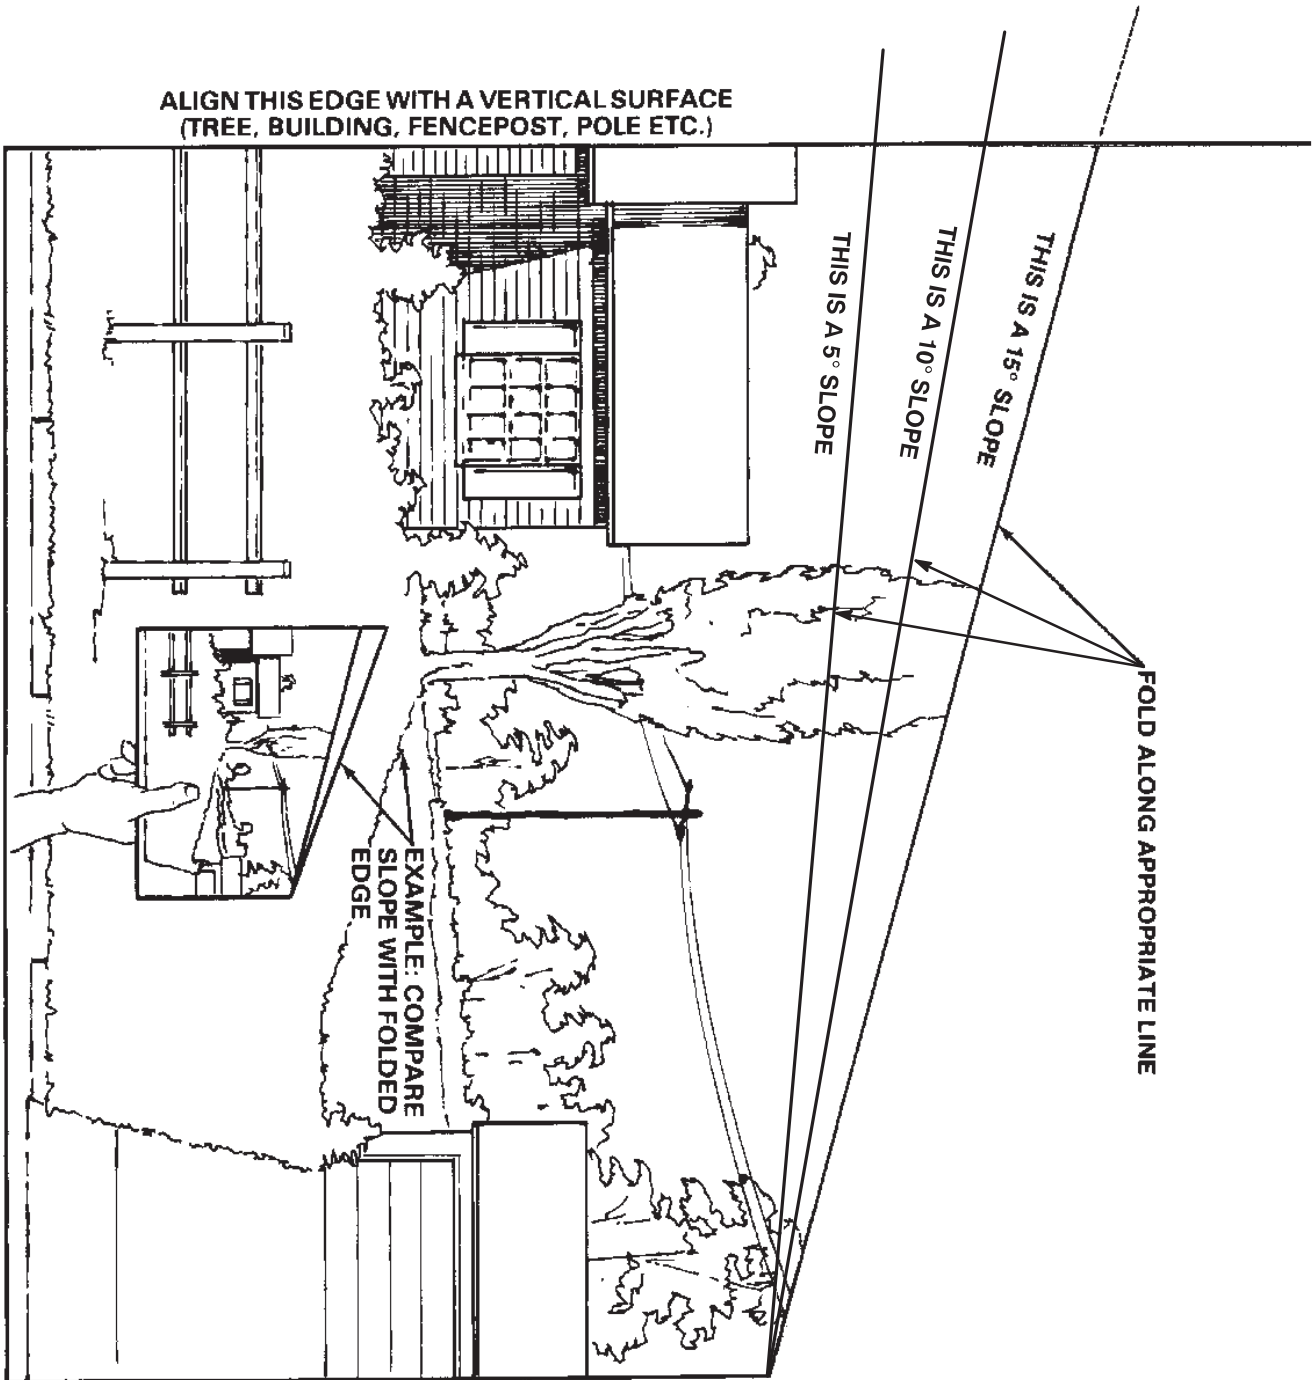 ALIGN THIS EDGE WITH A VERTICAL SURFACE
(TREE, BUILDING, FENCEPOST, POLE ETC.)
THIS IS A 5° SLOPE
THIS IS A 10° SLOPE
THIS IS A 15° SLOPE
FOLD ALONG APPROPRIATE LINE
EXAMPLE: COMPARE
SLOPE WITH FOLDED
EDGE